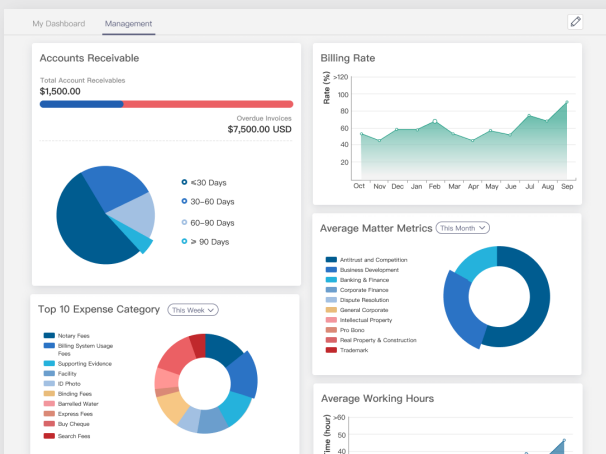 My Dashboard
Management
Accounts Receivable
Total Account Receivables
$1,500.00
Overdue Invoices
$7,500.00 USD
⩽30 Days
30–60 Days
60–90 Days
⩾ 90 Days
Billing Rate
Rate (%)
>120
100
80
60
40
20
Oct Nov Dec Jan Feb Mar Apr May Jue Jul Aug Sep
Average Matter Metrics
This Month
Antitrust and Competition
Business Development
Banking & Finance
Corporate Finance
Dispute Resolution
General Corporate
Intellectual Property
Pro Bono
Real Property & Construction
Trademark
Top 10 Expense Category
This Week
Notary Fees
Billing System Usage
Fees
Supporting Evidence
Facility
ID Photo
Binding Fees
Barrelled Water
Express Fees
Buy Cheque
Search Fees
Average Working Hours
Time (hour)
>60
50
40